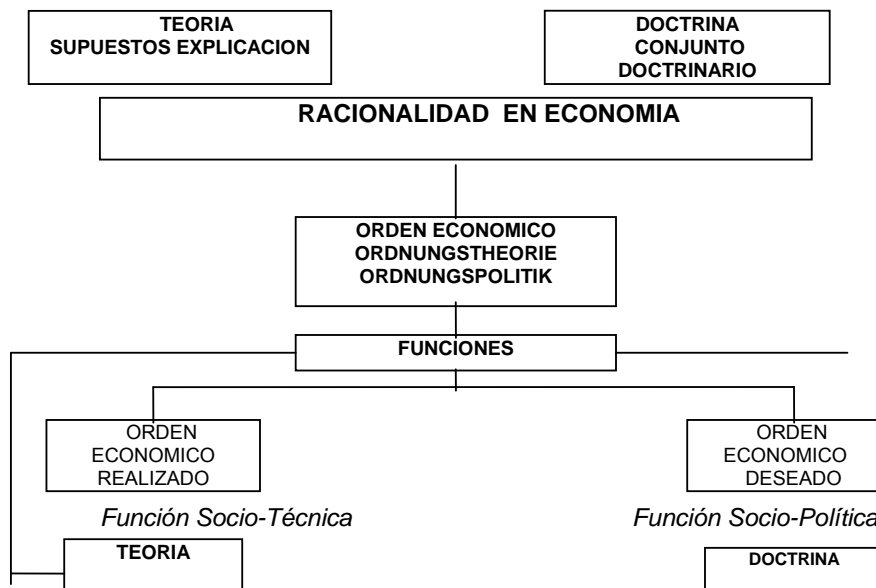 TEORIA
SUPUESTOS EXPLICACION
DOCTRINA
CONJUNTO
DOCTRINARIO
RACIONALIDAD EN ECONOMIA
ORDEN ECONOMICO
ORDNUNGSTHEORIE
ORDNUNGSPOLITIK
FUNCIONES
ORDEN
ECONOMICO
REALIZADO
ORDEN
ECONOMICO
DESEADO
Función Socio-Técnica
Función Socio-Política
TEORIA
DOCTRINA